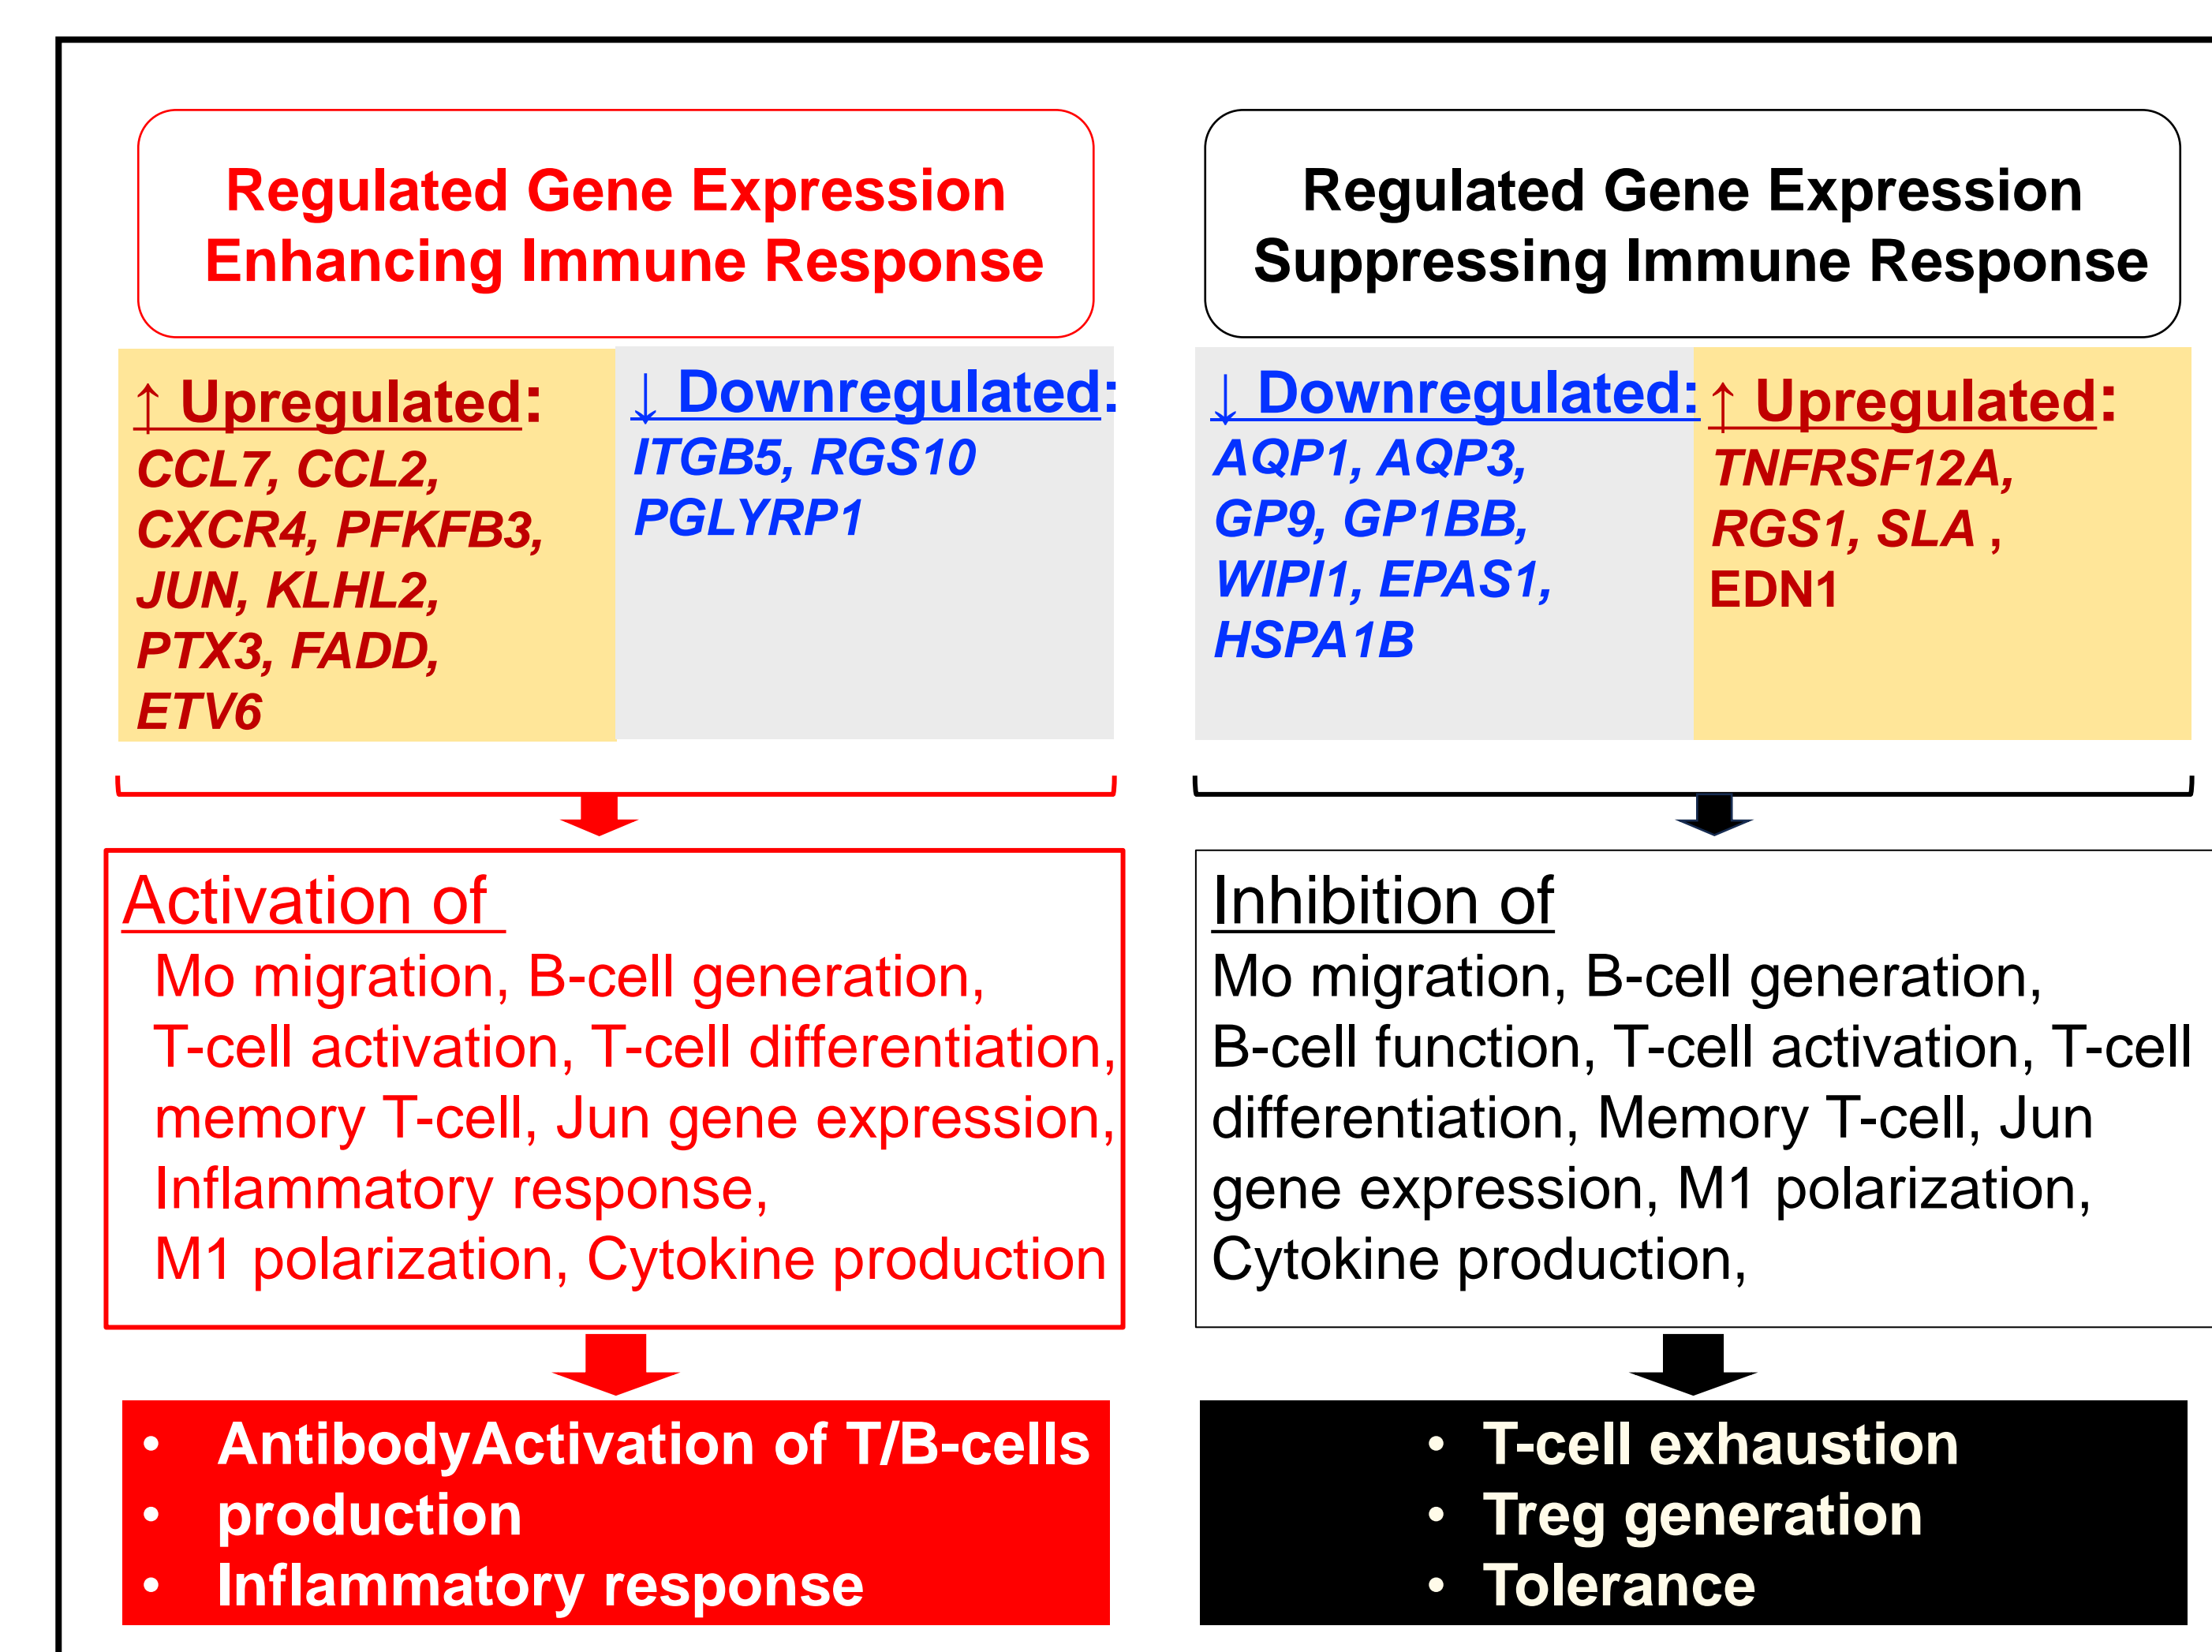 Regulated Gene Expression
Enhancing Immune Response
↑ Upregulated:
CCL7, CCL2,
CXCR4, PFKFB3,
JUN, KLHL2,
PTX3, FADD,
ETV6
↓ Downregulated:
ITGB5, RGS10
PGLYRP1
Activation of
Mo migration, B-cell generation,
T-cell activation, T-cell differentiation,
memory T-cell, Jun gene expression,
Inflammatory response,
M1 polarization, Cytokine production
• AntibodyActivation of T/B-cells
• production
• Inflammatory response
Regulated Gene Expression
Suppressing Immune Response
↓ Downregulated:
AQP1, AQP3,
GP9, GP1BB,
WIPI1, EPAS1,
HSPA1B
↑ Upregulated:
TNFRSF12A,
RGS1, SLA ,
EDN1
Inhibition of
Mo migration, B-cell generation,
B-cell function, T-cell activation, T-cell
differentiation, Memory T-cell, Jun
gene expression, M1 polarization,
Cytokine production,
• T-cell exhaustion
• Treg generation
• Tolerance